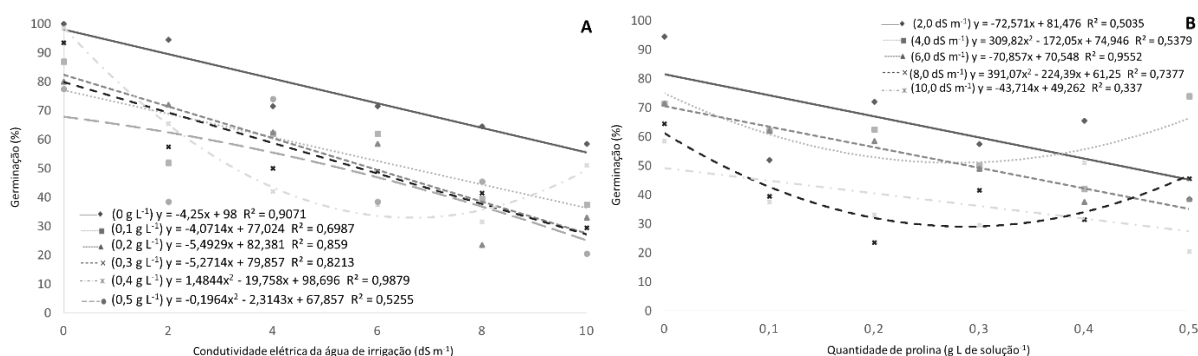 A
Germinação (%)
100
90
80
70
60
50
40
30
20
10
0
(0 g L⁻¹) y = -4,25x + 98 R² = 0,9071
(0,1 g L⁻¹) y = -4,0714x + 77,024 R² = 0,6987
(0,2 g L⁻¹) y = -5,4929x + 82,381 R² = 0,859
(0,3 g L⁻¹) y = -5,2714x + 79,857 R² = 0,8213
(0,4 g L⁻¹) y = 1,4844x² - 19,758x + 98,696 R² = 0,9879
(0,5 g L⁻¹) y = -0,1964x² - 2,3143x + 67,857 R² = 0,5255
0 2 4 6 8 10
Condutividade elétrica da água de irrigação (dS m⁻¹)
B
Germinação (%)
100
90
80
70
60
50
40
30
20
10
0
(2,0 dS m⁻¹) y = -72,571x + 81,476 R² = 0,5035
(4,0 dS m⁻¹) y = 309,82x² - 172,05x + 74,946 R² = 0,5379
(6,0 dS m⁻¹) y = -70,857x + 70,548 R² = 0,9552
(8,0 dS m⁻¹) y = 391,07x² - 224,39x + 61,25 R² = 0,7377
(10,0 dS m⁻¹) y = -43,714x + 49,262 R² = 0,337
0 0,1 0,2 0,3 0,4 0,5
Quantidade de prolina (g L de solução⁻¹)